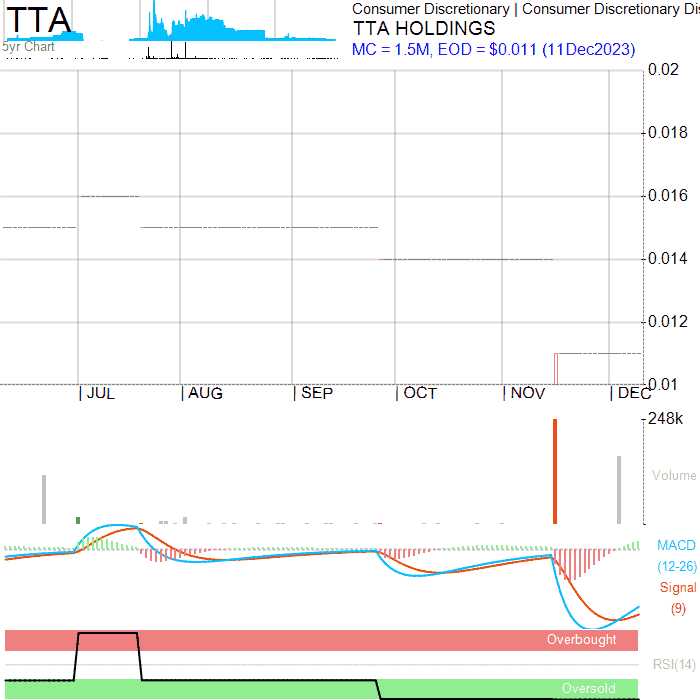 TTA
5yr Chart
Consumer Discretionary | Consumer Discretionary Dis
TTA HOLDINGS
MC = 1.5M, EOD = $0.011 (11Dec2023)
0.02
0.018
0.016
0.014
0.012
0.01
JUL AUG SEP OCT NOV DEC
248k
Volume
MACD
(12-26)
Signal
(9)
Overbought
RSI(14)
Oversold